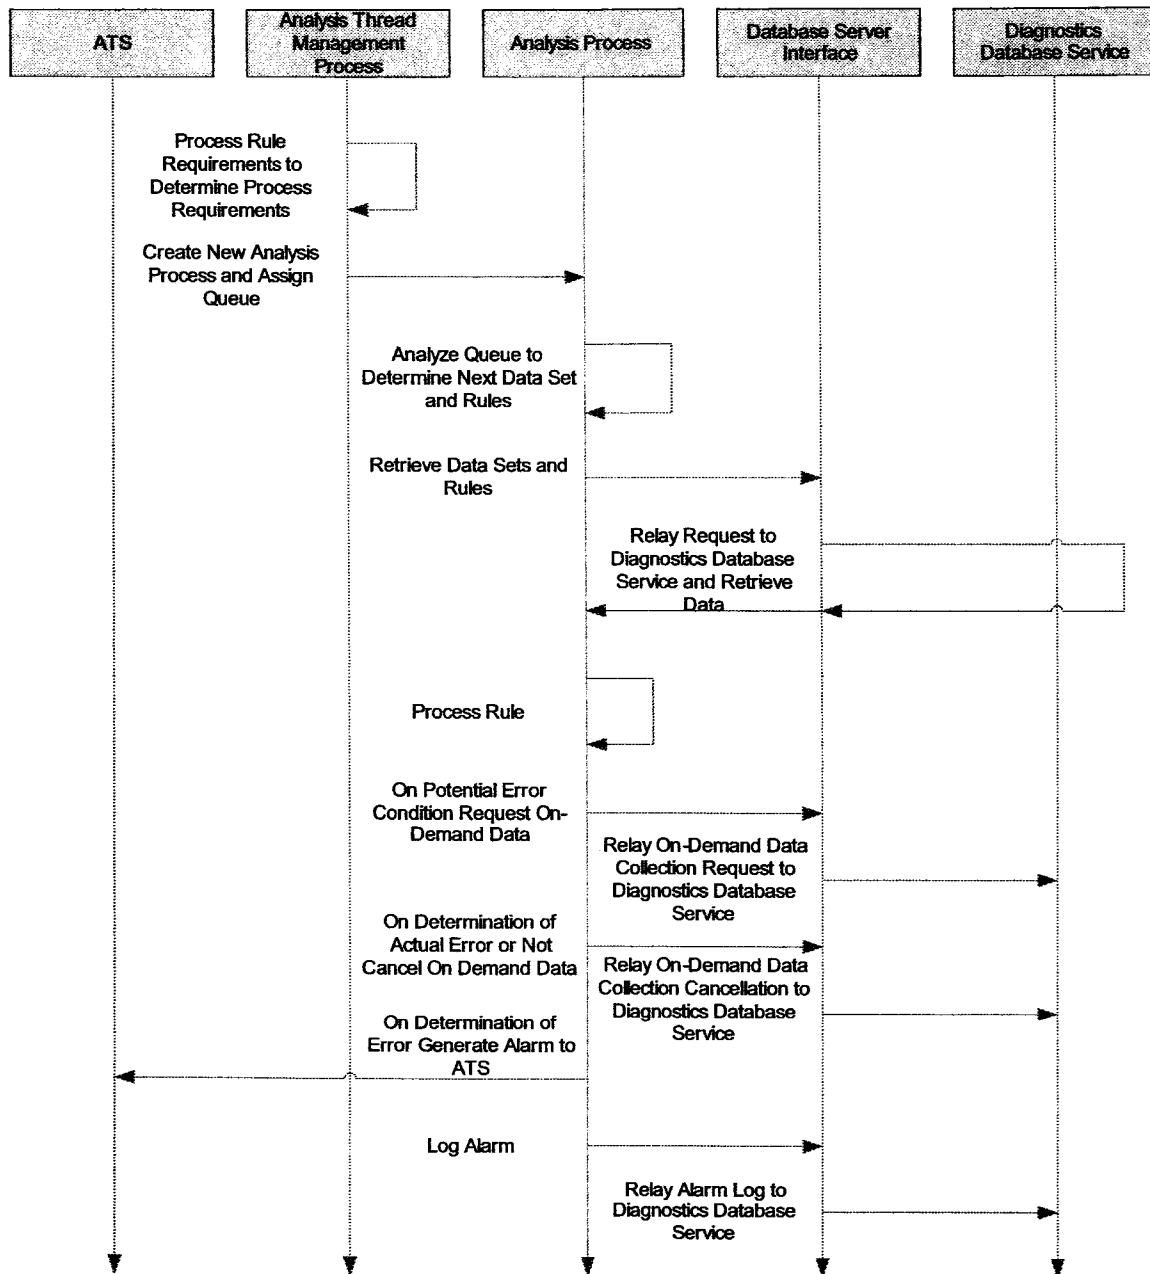 ATS
Analysis Thread
Management
Process
Analysis Process
Database Server
Interface
Diagnostics
Database Service
Process Rule
Requirements to
Determine Process
Requirements
Create New Analysis
Process and Assign
Queue
Analyze Queue to
Determine Next Data Set
and Rules
Retrieve Data Sets and
Rules
Relay Request to
Diagnostics Database
Service and Retrieve
Data
Process Rule
On Potential Error
Condition Request On-
Demand Data
Relay On-Demand Data
Collection Request to
Diagnostics Database
Service
On Determination of
Actual Error or Not
Cancel On Demand Data
Relay On-Demand Data
Collection Cancellation to
Diagnostics Database
Service
On Determination of
Error Generate Alarm to
ATS
Log Alarm
Relay Alarm Log to
Diagnostics Database
Service